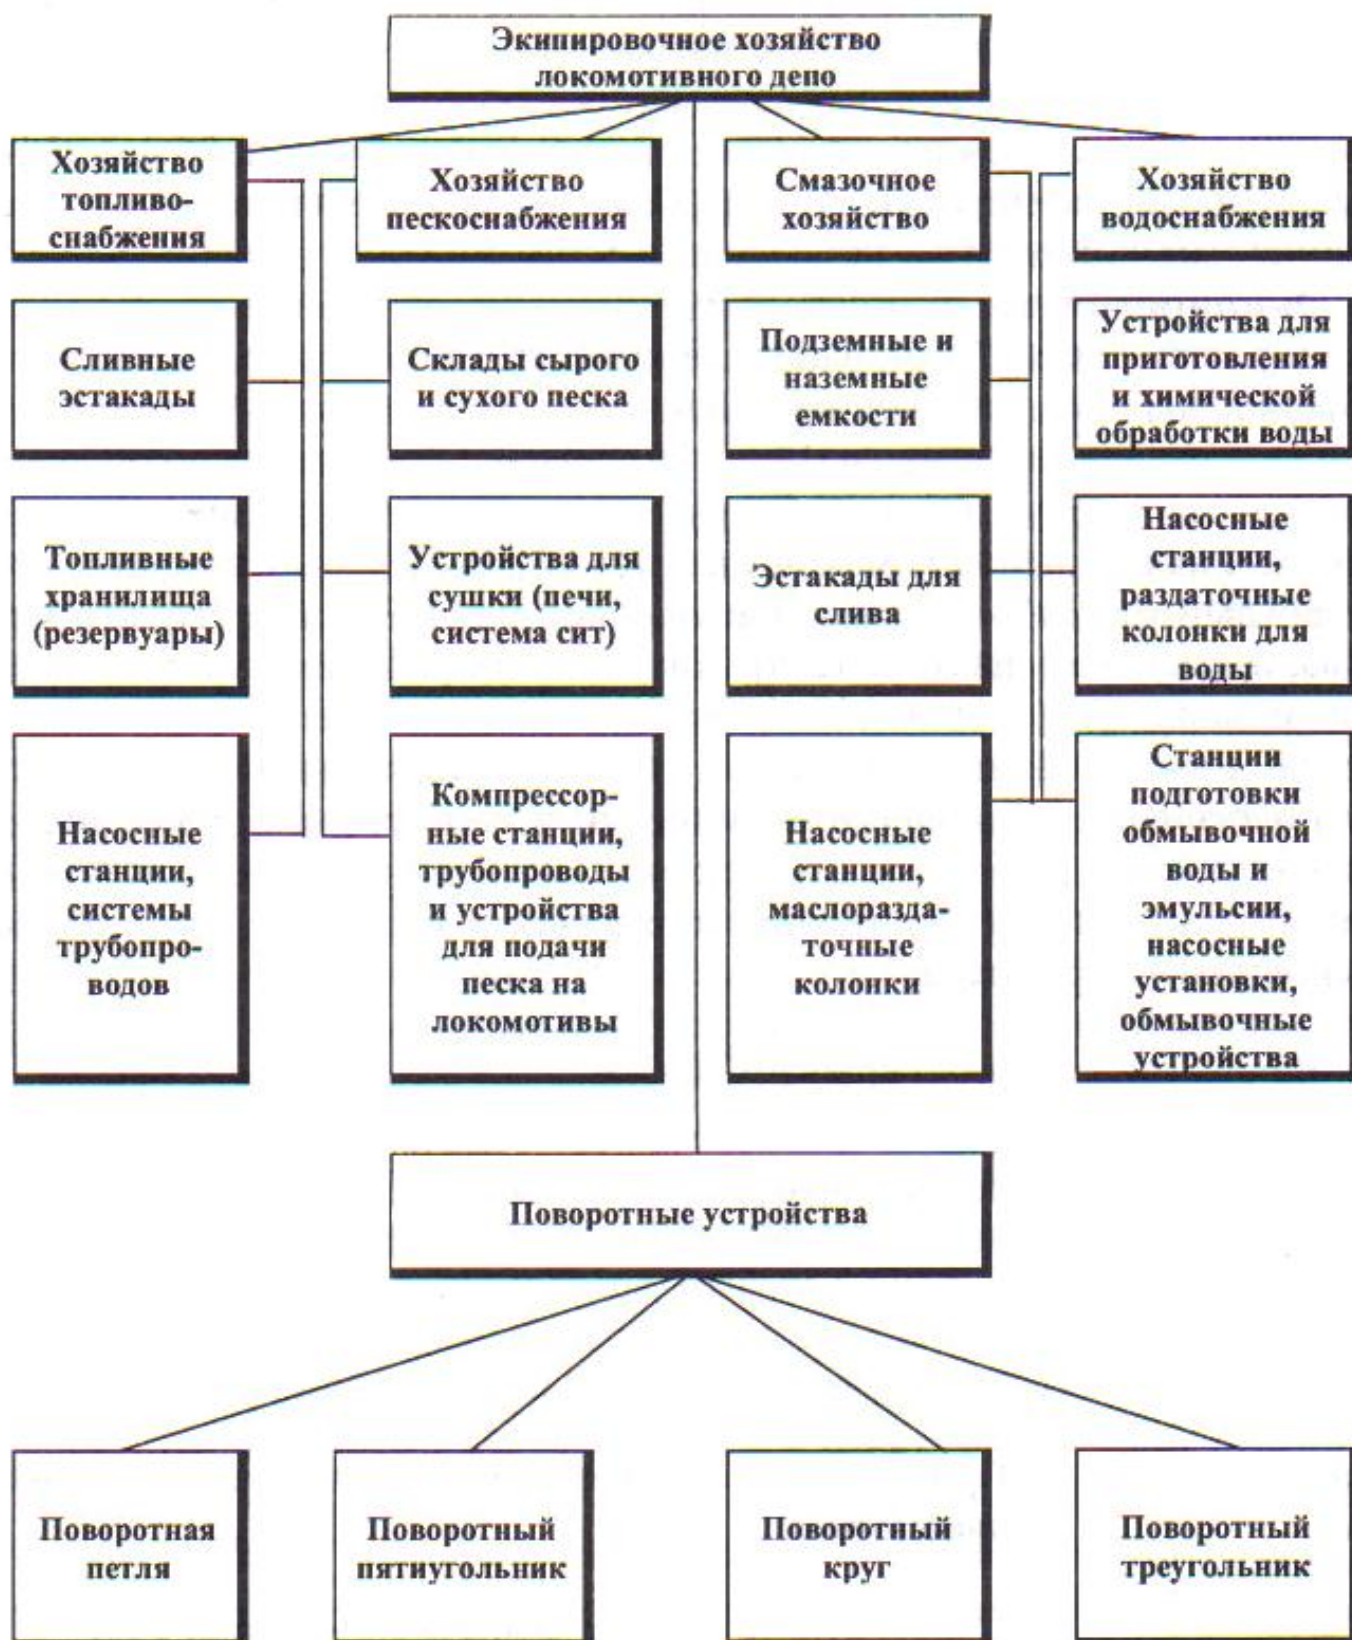 Экипировочное хозяйство
локомотивного депо
Хозяйство
топливо-
снабжения
Хозяйство
пескоснабжения
Смазочное
хозяйство
Хозяйство
водоснабжения
Сливные
эстакады
Склады сырого
и сухого песка
Подземные и
наземные
емкости
Устройства для
приготовления
и химической
обработки воды
Топливные
хранилища
(резервуары)
Устройства для
сушки (печи,
система сит)
Эстакады для
слива
Насосные
станции,
раздаточные
колонки для
воды
Насосные
станции,
системы
трубопро-
водов
Компрессор-
ные станции,
трубопроводы
и устройства
для подачи
песка на
локомотивы
Насосные
станции,
маслоразда-
точные
колонки
Станции
подготовки
обмывочной
воды и
эмульсии,
насосные
установки,
обмывочные
устройства
Поворотные устройства
Поворотная
петля
Поворотный
пятиугольник
Поворотный
круг
Поворотный
треугольник